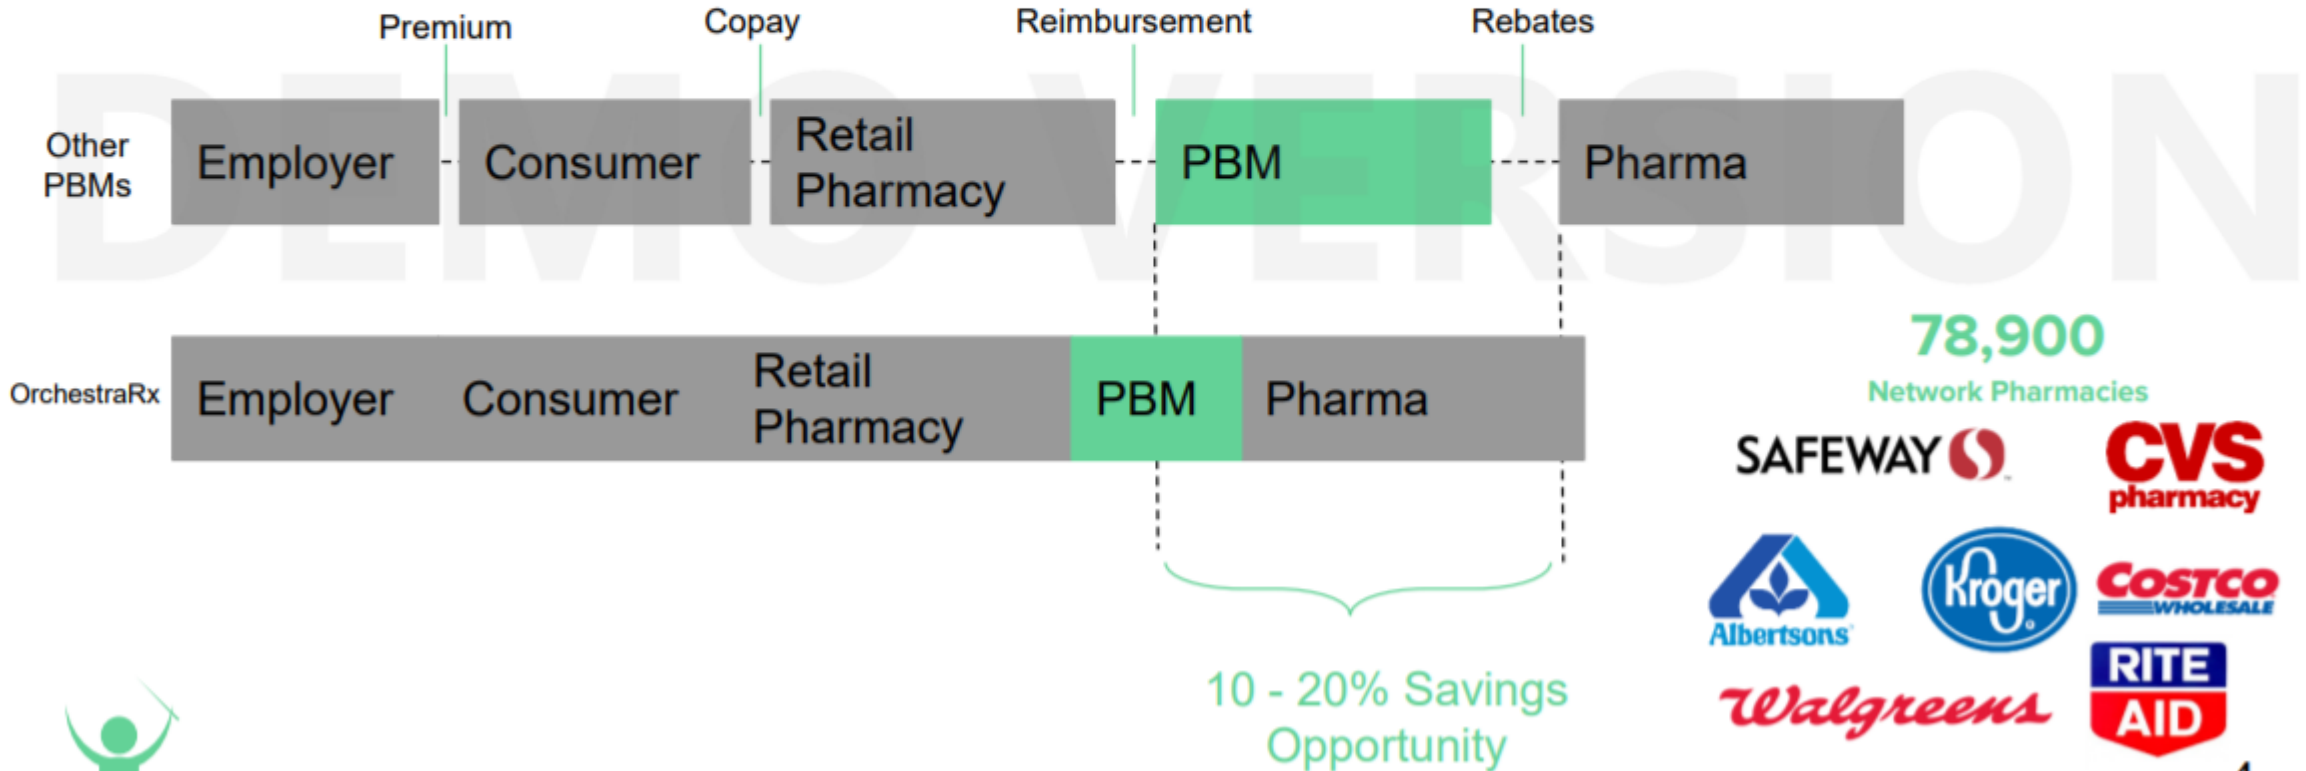 Premium
Copay
Reimbursement
Rebates
DEMO VERSION
Other
PBMs
Employer
Consumer
Retail
Pharmacy
PBM
Pharma
OrchestraRx
Employer
Consumer
Retail
Pharmacy
PBM
Pharma
78,900
Network Pharmacies
SAFEWAY
CVS
pharmacy
Albertsons
Kroger
COSTCO
WHOLESALE
Walgreens
RITE
AID
10 - 20% Savings
Opportunity